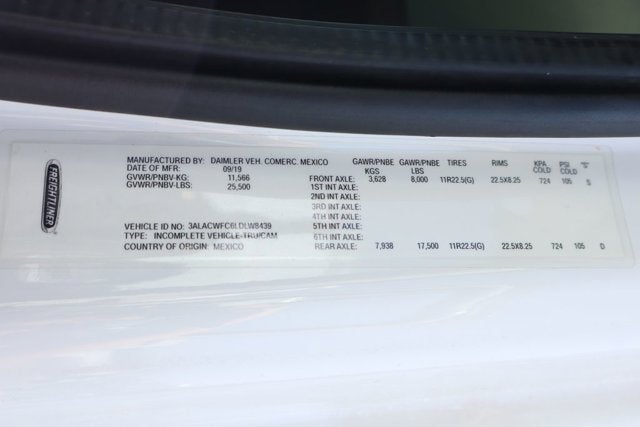 FREIGHTLINER
MANUFACTURED BY: DAIMLER VEH. COMERC. MEXICO
DATE OF MFR: 09/19
GVWR/PNBV-KG: 11,566
GVWR/PNBV-LBS: 25,500
VEHICLE ID NO: 3ALACWFC6LDLW8439
TYPE: INCOMPLETE VEHICLE-TRU/CAM
COUNTRY OF ORIGIN: MEXICO
GAWR/PNBE GAWR/PNBE TIRES RIMS KPA PSI
KGS LBS COLD COLD
FRONT AXLE: 3,628 8,000 11R22.5(G) 22.5X8.25 724 105 S
1ST INT AXLE:
2ND INT AXLE:
3RD INT AXLE:
4TH INT AXLE:
5TH INT AXLE:
6TH INT AXLE:
REAR AXLE: 7,938 17,500 11R22.5(G) 22.5X8.25 724 105 D